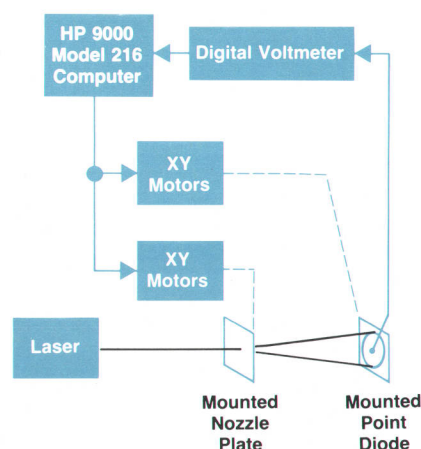 HP 9000
Model 216
Computer
Digital Voltmeter
XY
Motors
XY
Motors
Laser
Mounted
Nozzle
Plate
Mounted
Point
Diode